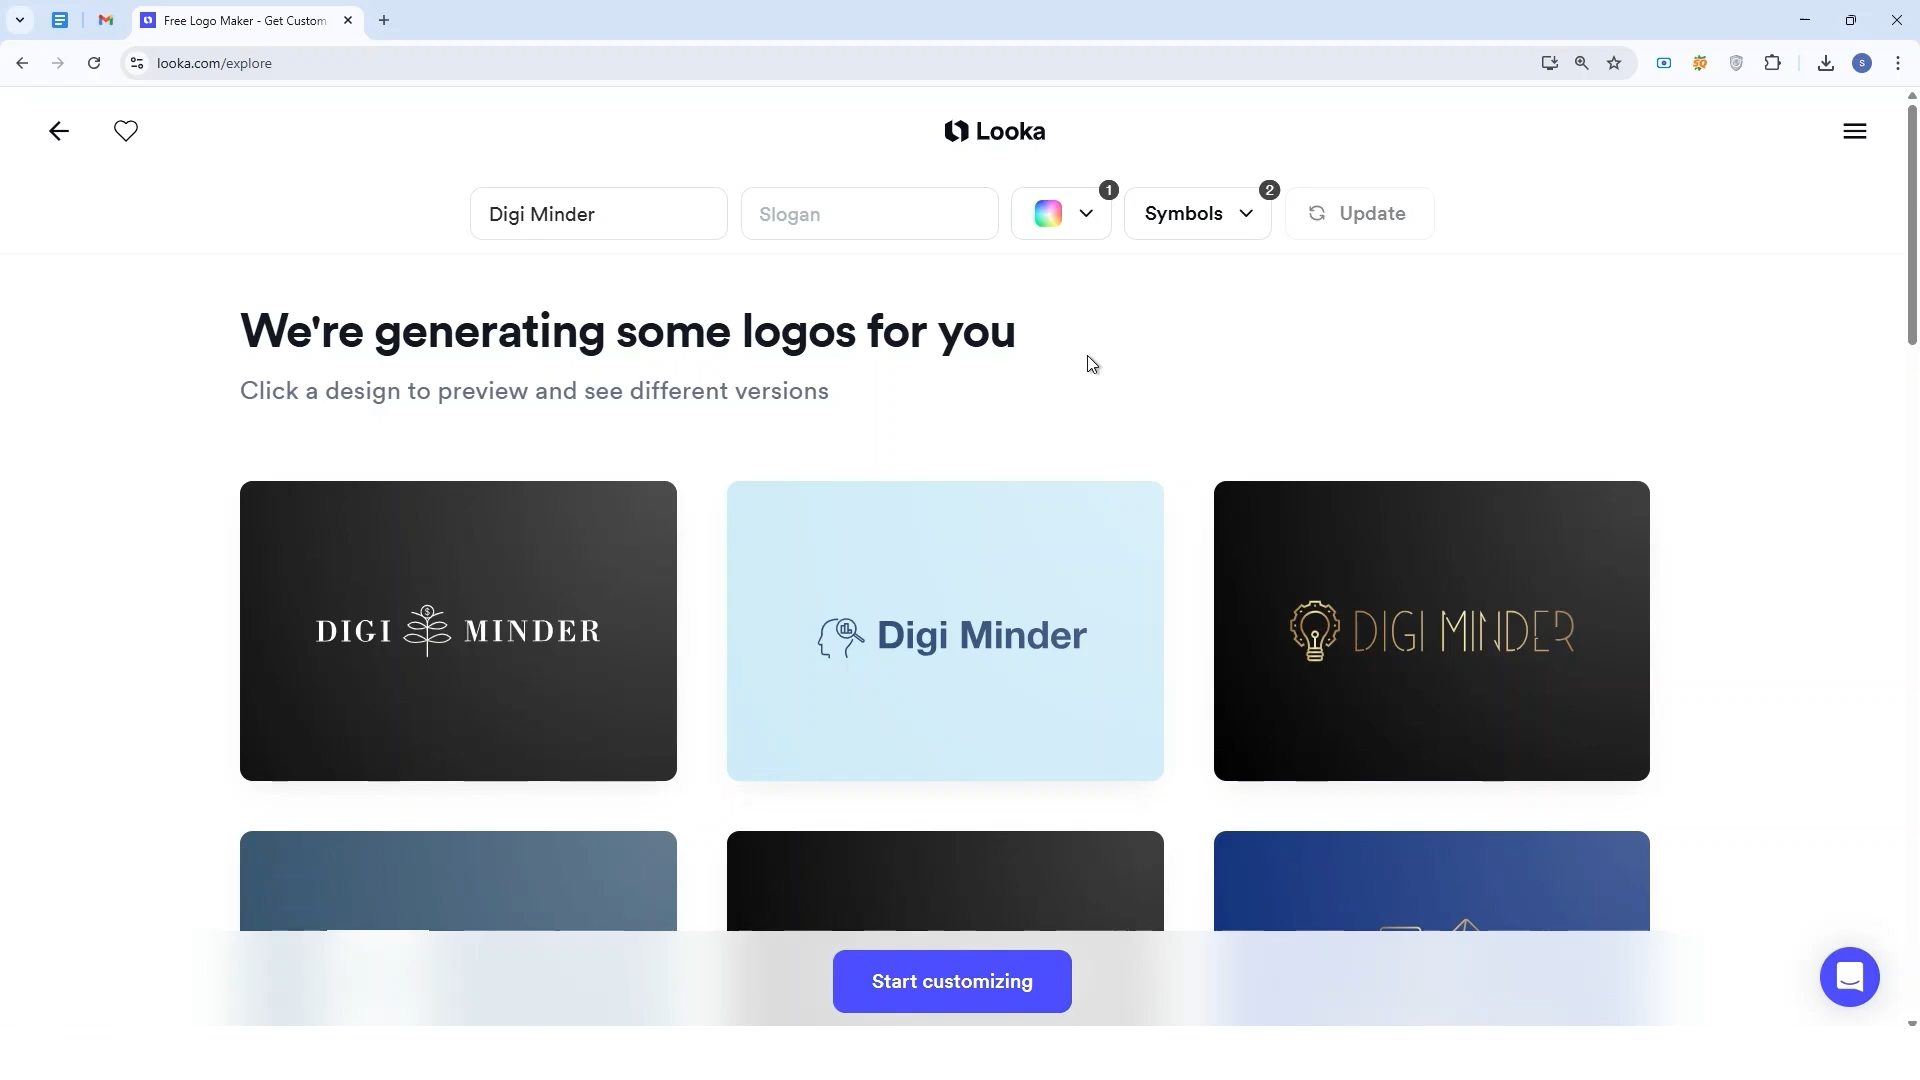 Free Logo Maker - Get Custom
looka.com/explore
S
Looka
Digi Minder
Slogan
1
Symbols
2
Update
We're generating some logos for you
Click a design to preview and see different versions
DIGI MINDER
Digi Minder
DIGI MINDER
Start customizing